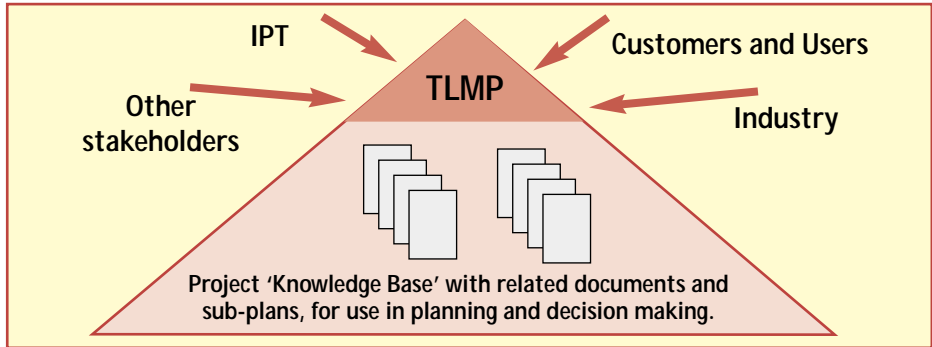 IPT
Customers and Users
TLMP
Other
stakeholders
Industry
Project ‘Knowledge Base’ with related documents and
sub-plans, for use in planning and decision making.